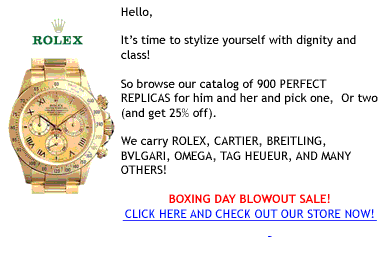 ROLEX
Hello,
It's time to stylize yourself with dignity and
class!
So browse our catalog of 900 PERFECT
REPLICAS for him and her and pick one,  Or two
(and get 25% off).
We carry ROLEX, CARTIER, BREITLING,
BVLGARI, OMEGA, TAG HEUEUR, AND MANY
OTHERS!
BOXING DAY BLOWOUT SALE!
CLICK HERE AND CHECK OUT OUR STORE NOW!